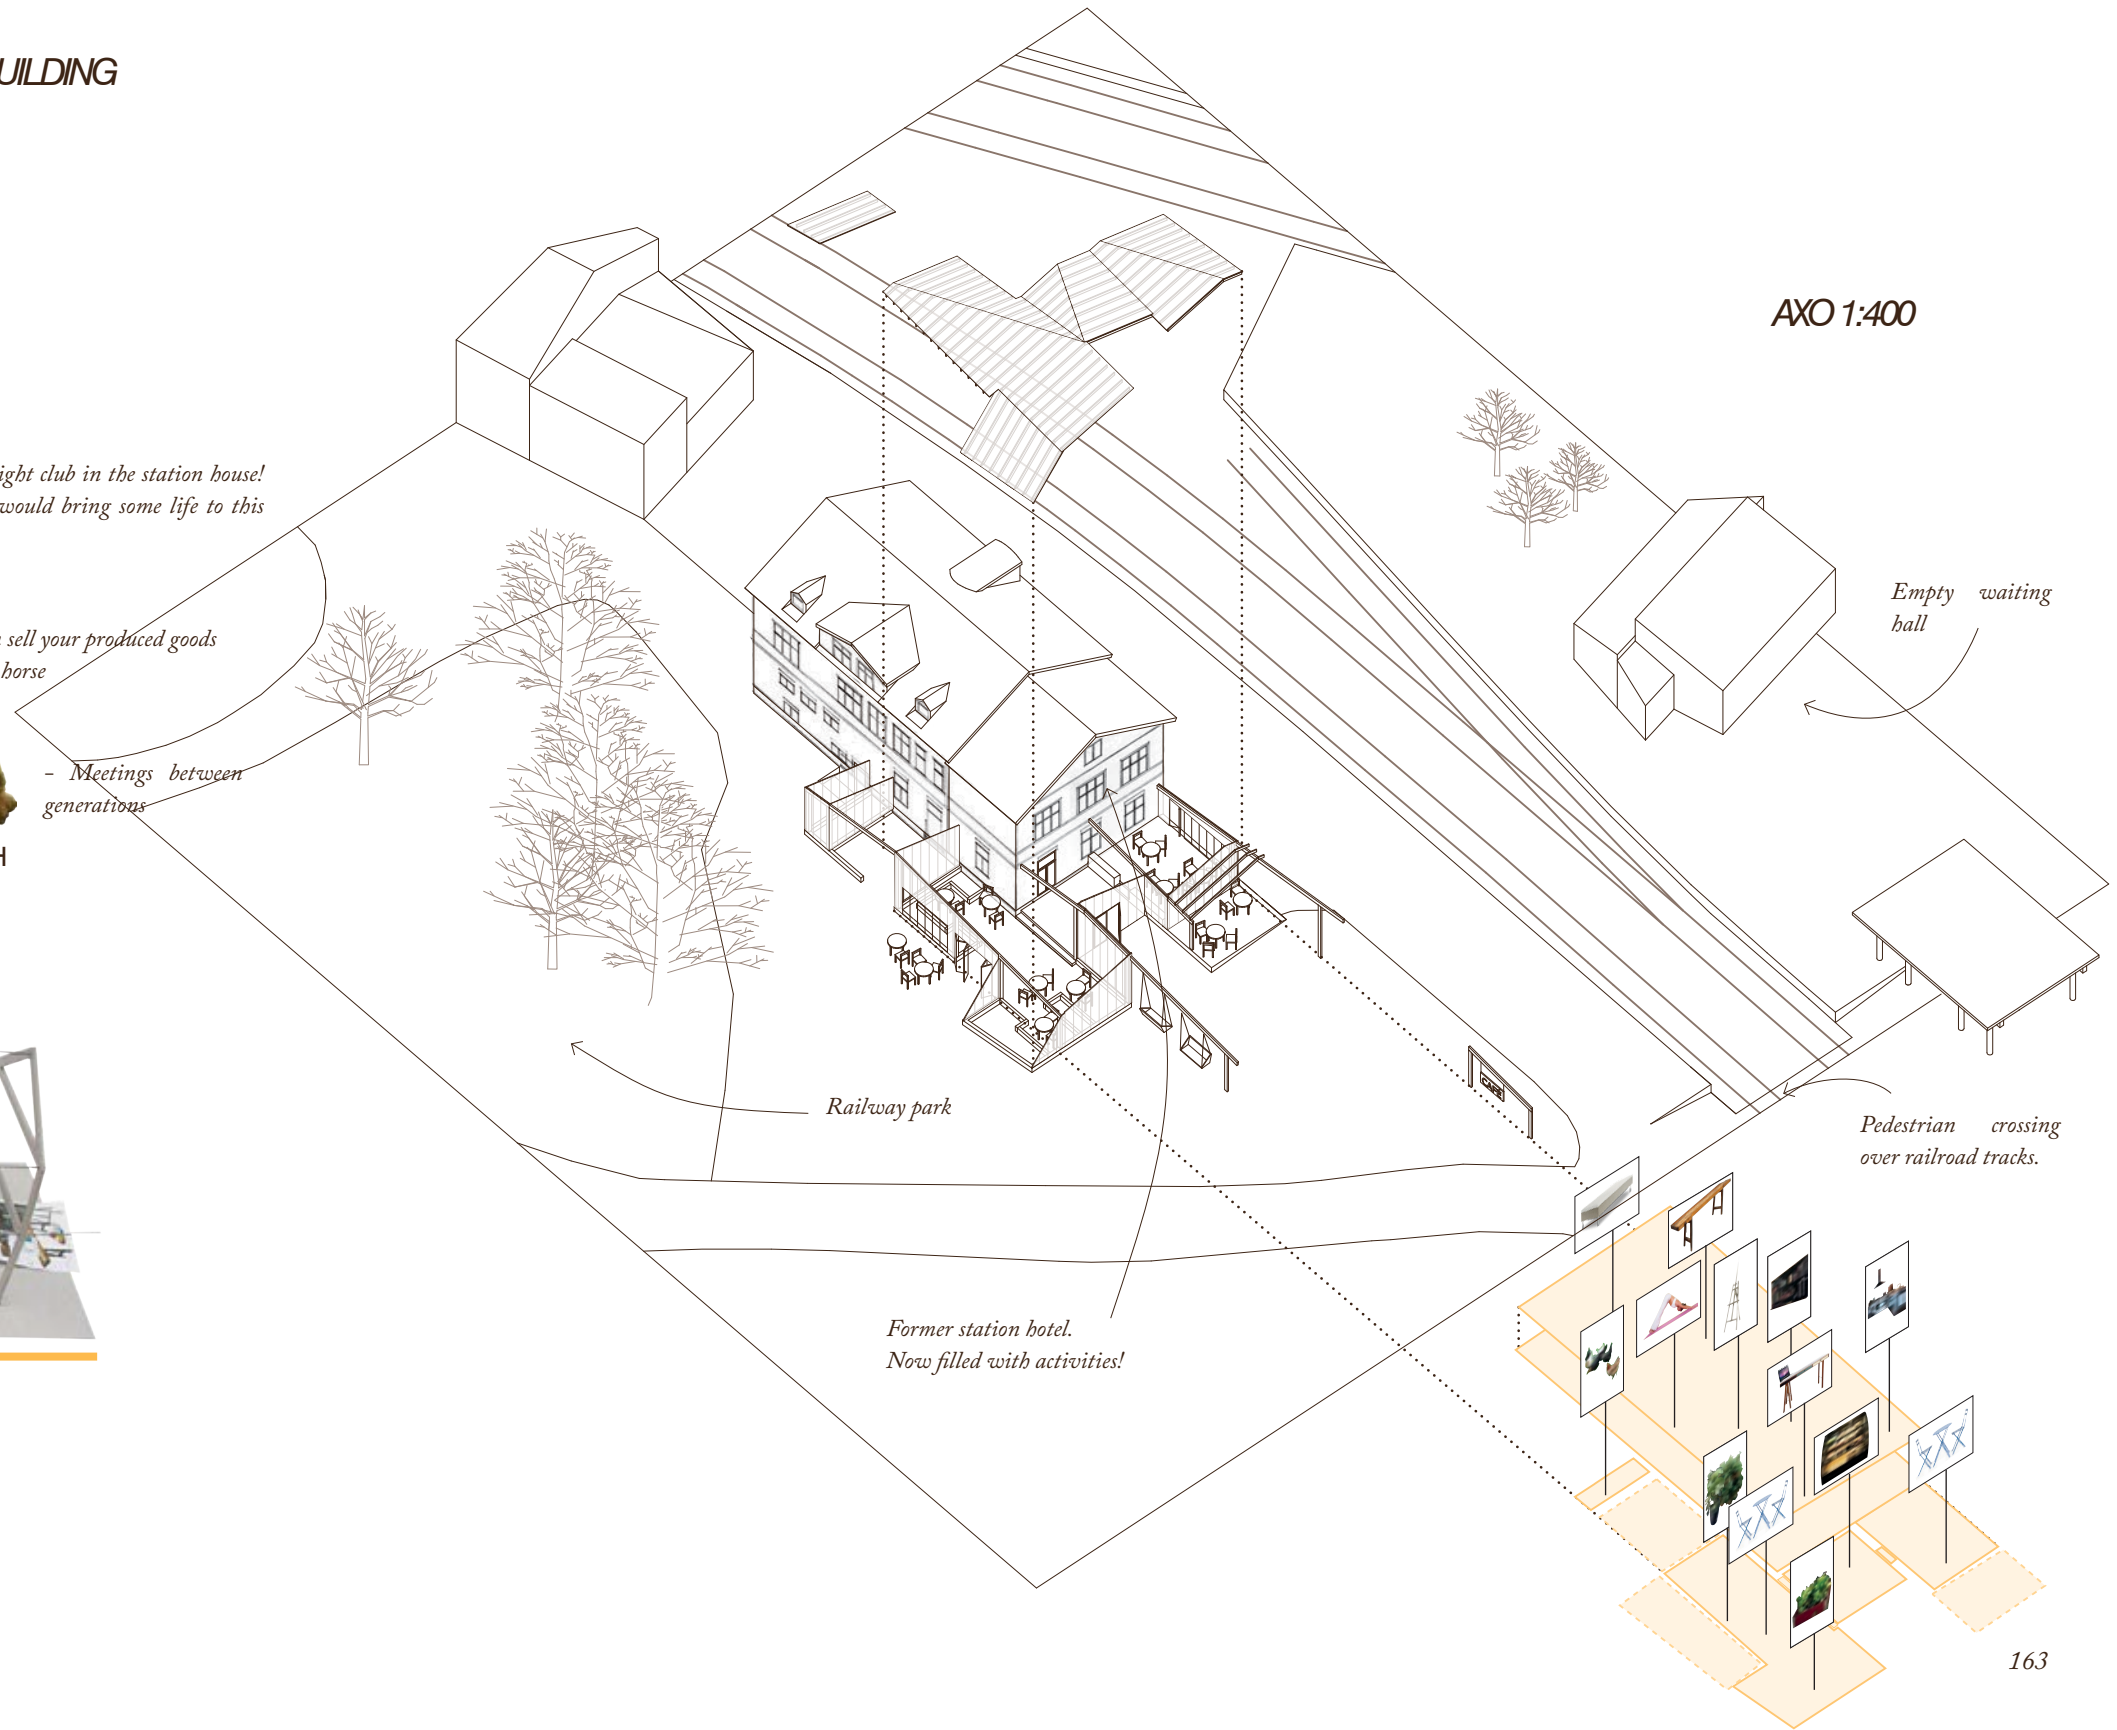 UILDING
AXO 1:400
ight club in the station house!
would bring some life to this
sell your produced goods
horse
- Meetings between
generations
H
Empty waiting
hall
CAFE
Railway park
Pedestrian crossing
over railroad tracks.
Former station hotel.
Now filled with activities!
163